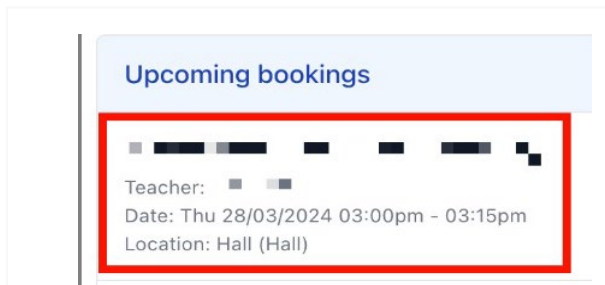 Upcoming bookings
Teacher:
Date: Thu 28/03/2024 03:00pm - 03:15pm
Location: Hall (Hall)